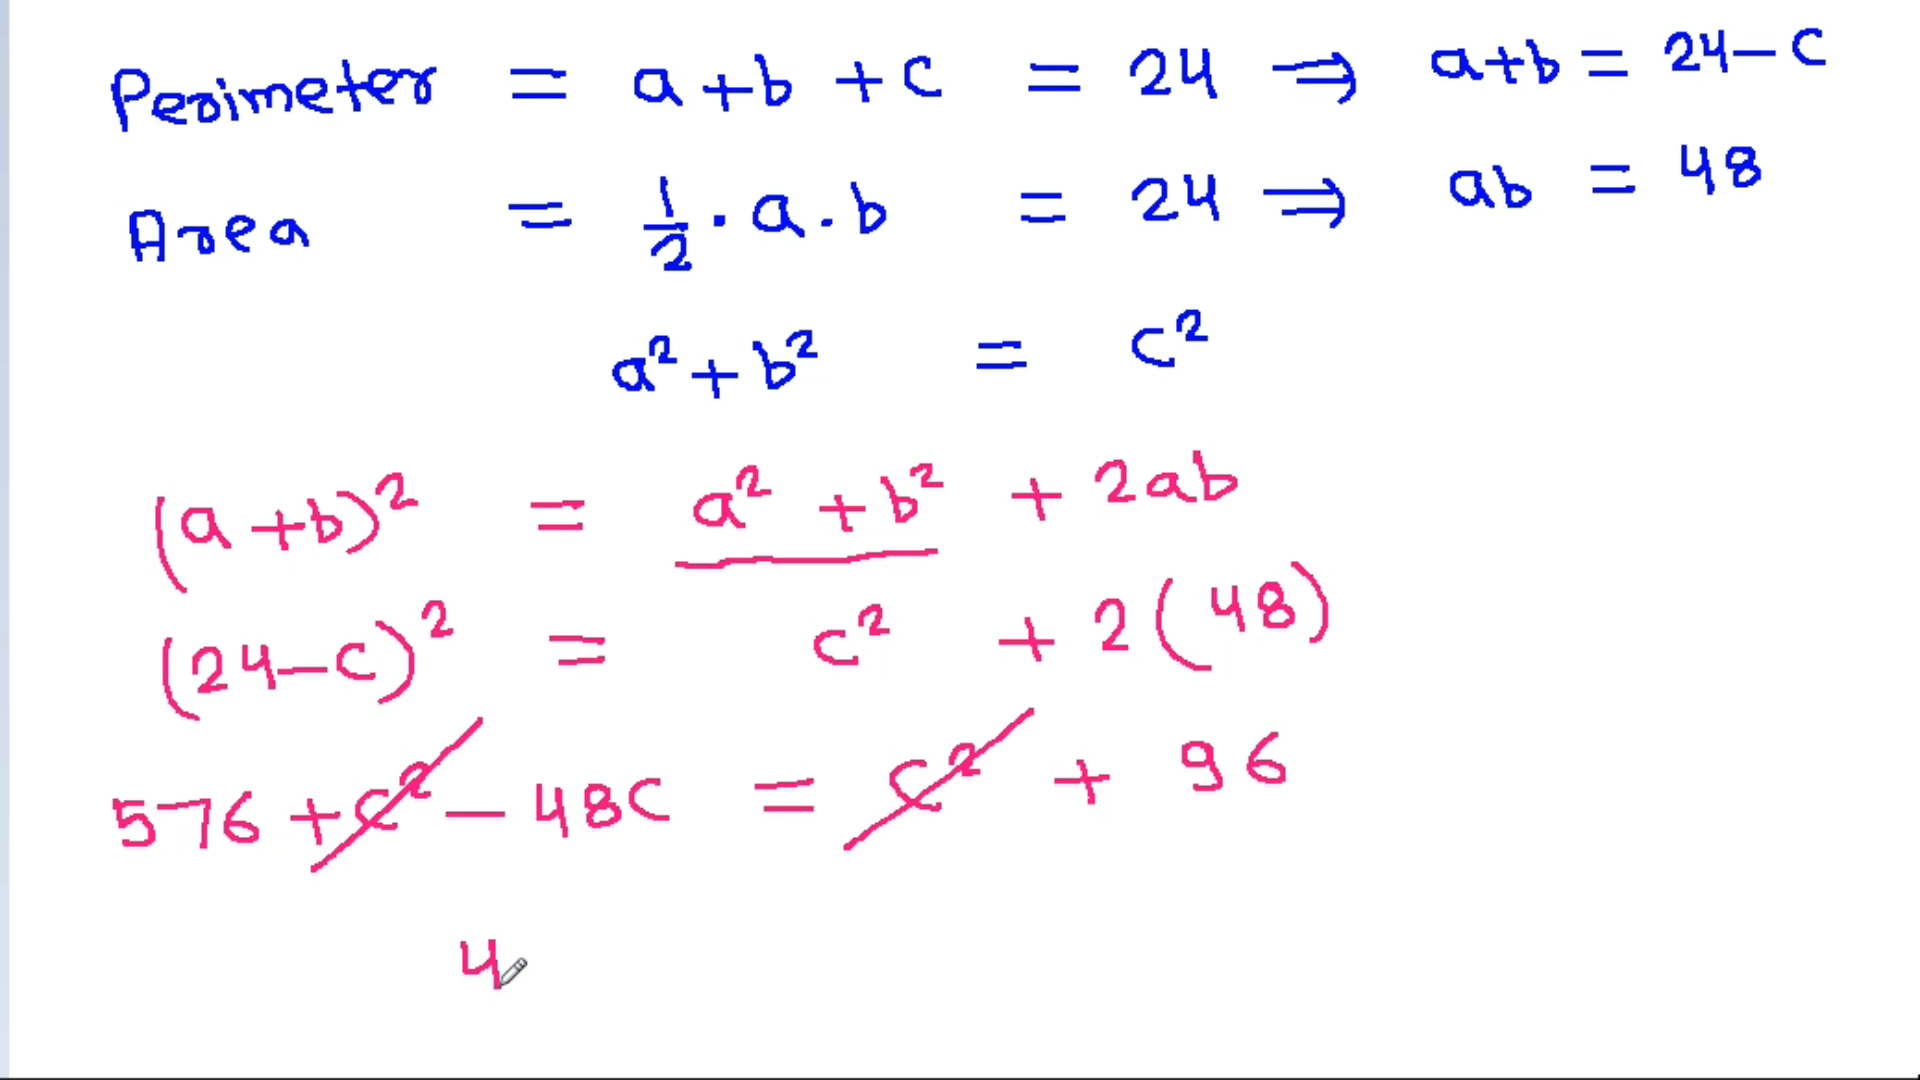 Perimeter = a + b + c = 24 ⇒ a+b = 24 - c
Area = 1/2 . a . b = 24 ⇒ ab = 48
a² + b² = c²
(a + b)² = a² + b² + 2ab
(24 - c)² = c² + 2(48)
576 + c² - 48c = c² + 96
4